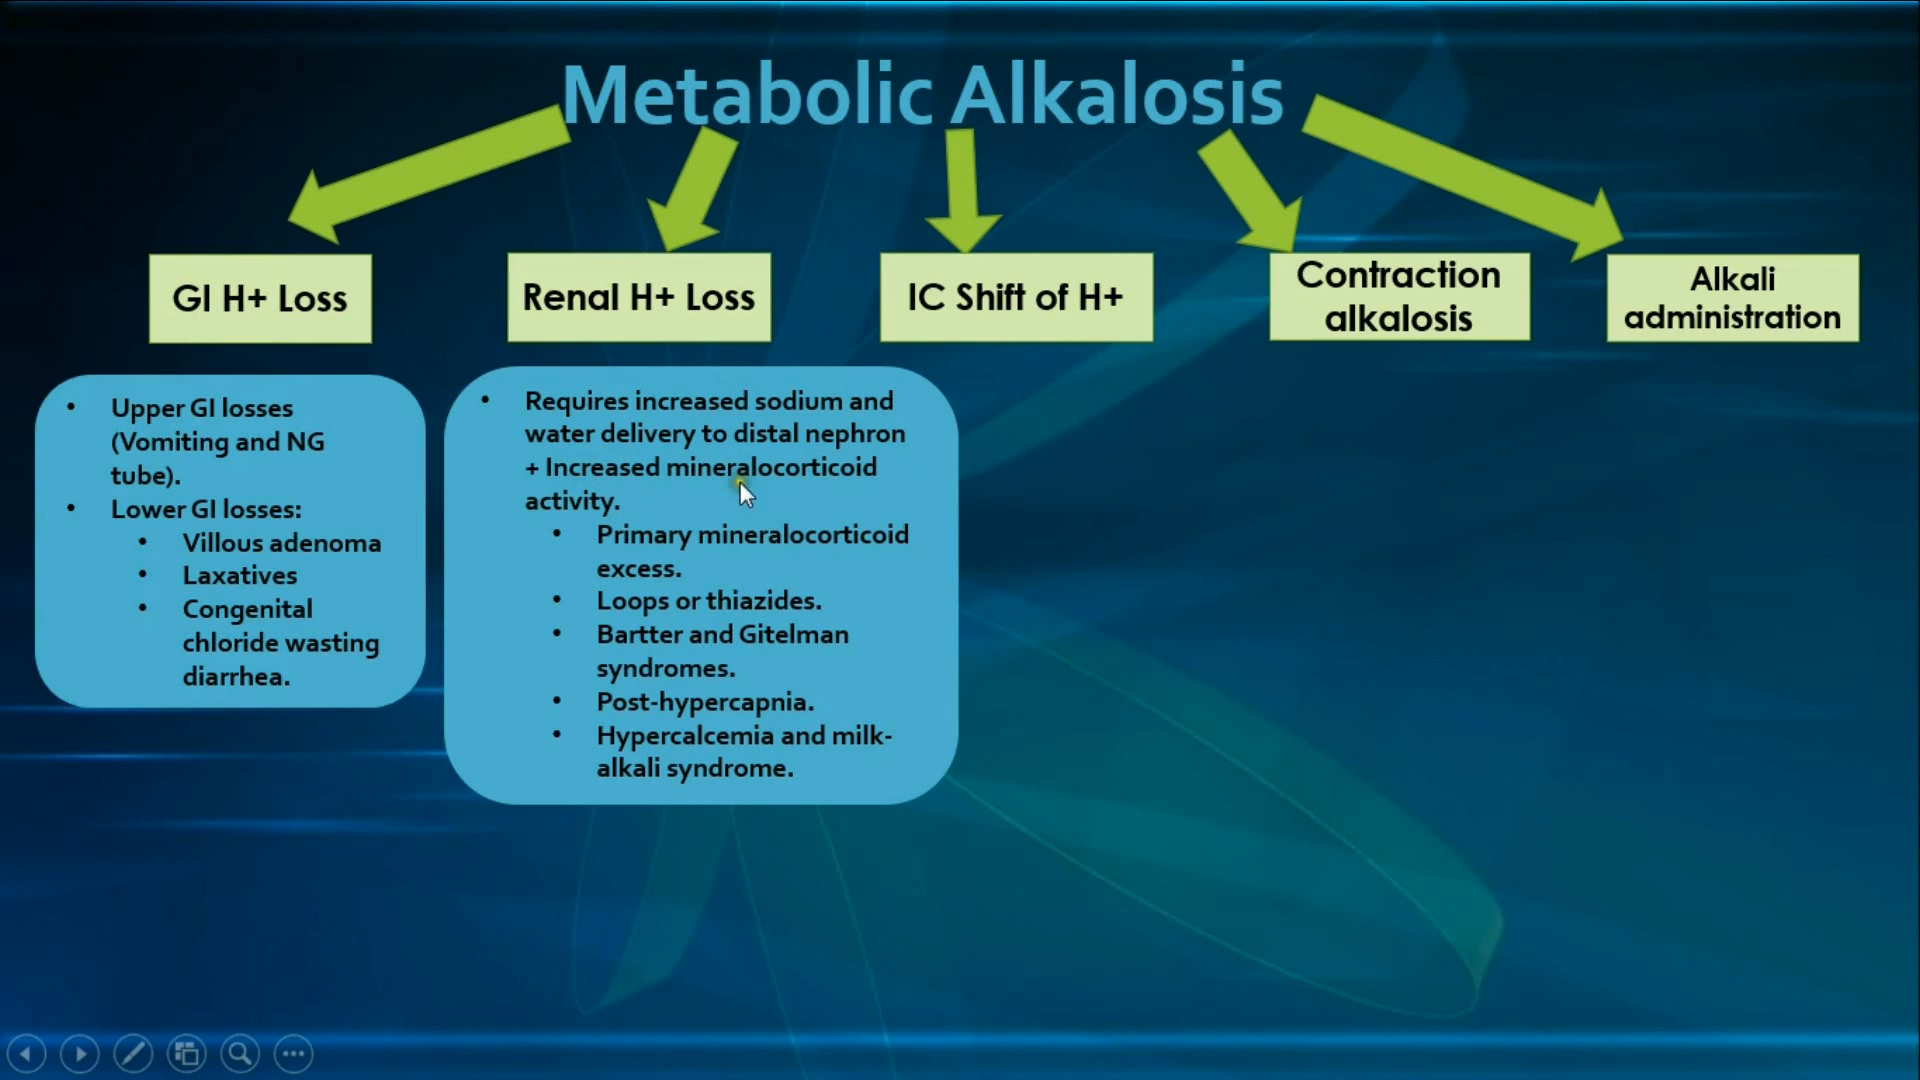 Metabolic Alkalosis
GI H+ Loss
Renal H+ Loss
IC Shift of H+
Contraction
alkalosis
Alkali
administration
• Upper GI losses
(Vomiting and NG
tube).
• Lower GI losses:
• Villous adenoma
• Laxatives
• Congenital
chloride wasting
diarrhea.
• Requires increased sodium and
water delivery to distal nephron
+ Increased mineralocorticoid
activity.
• Primary mineralocorticoid
excess.
• Loops or thiazides.
• Bartter and Gitelman
syndromes.
• Post-hypercapnia.
• Hypercalcemia and milk-
alkali syndrome.